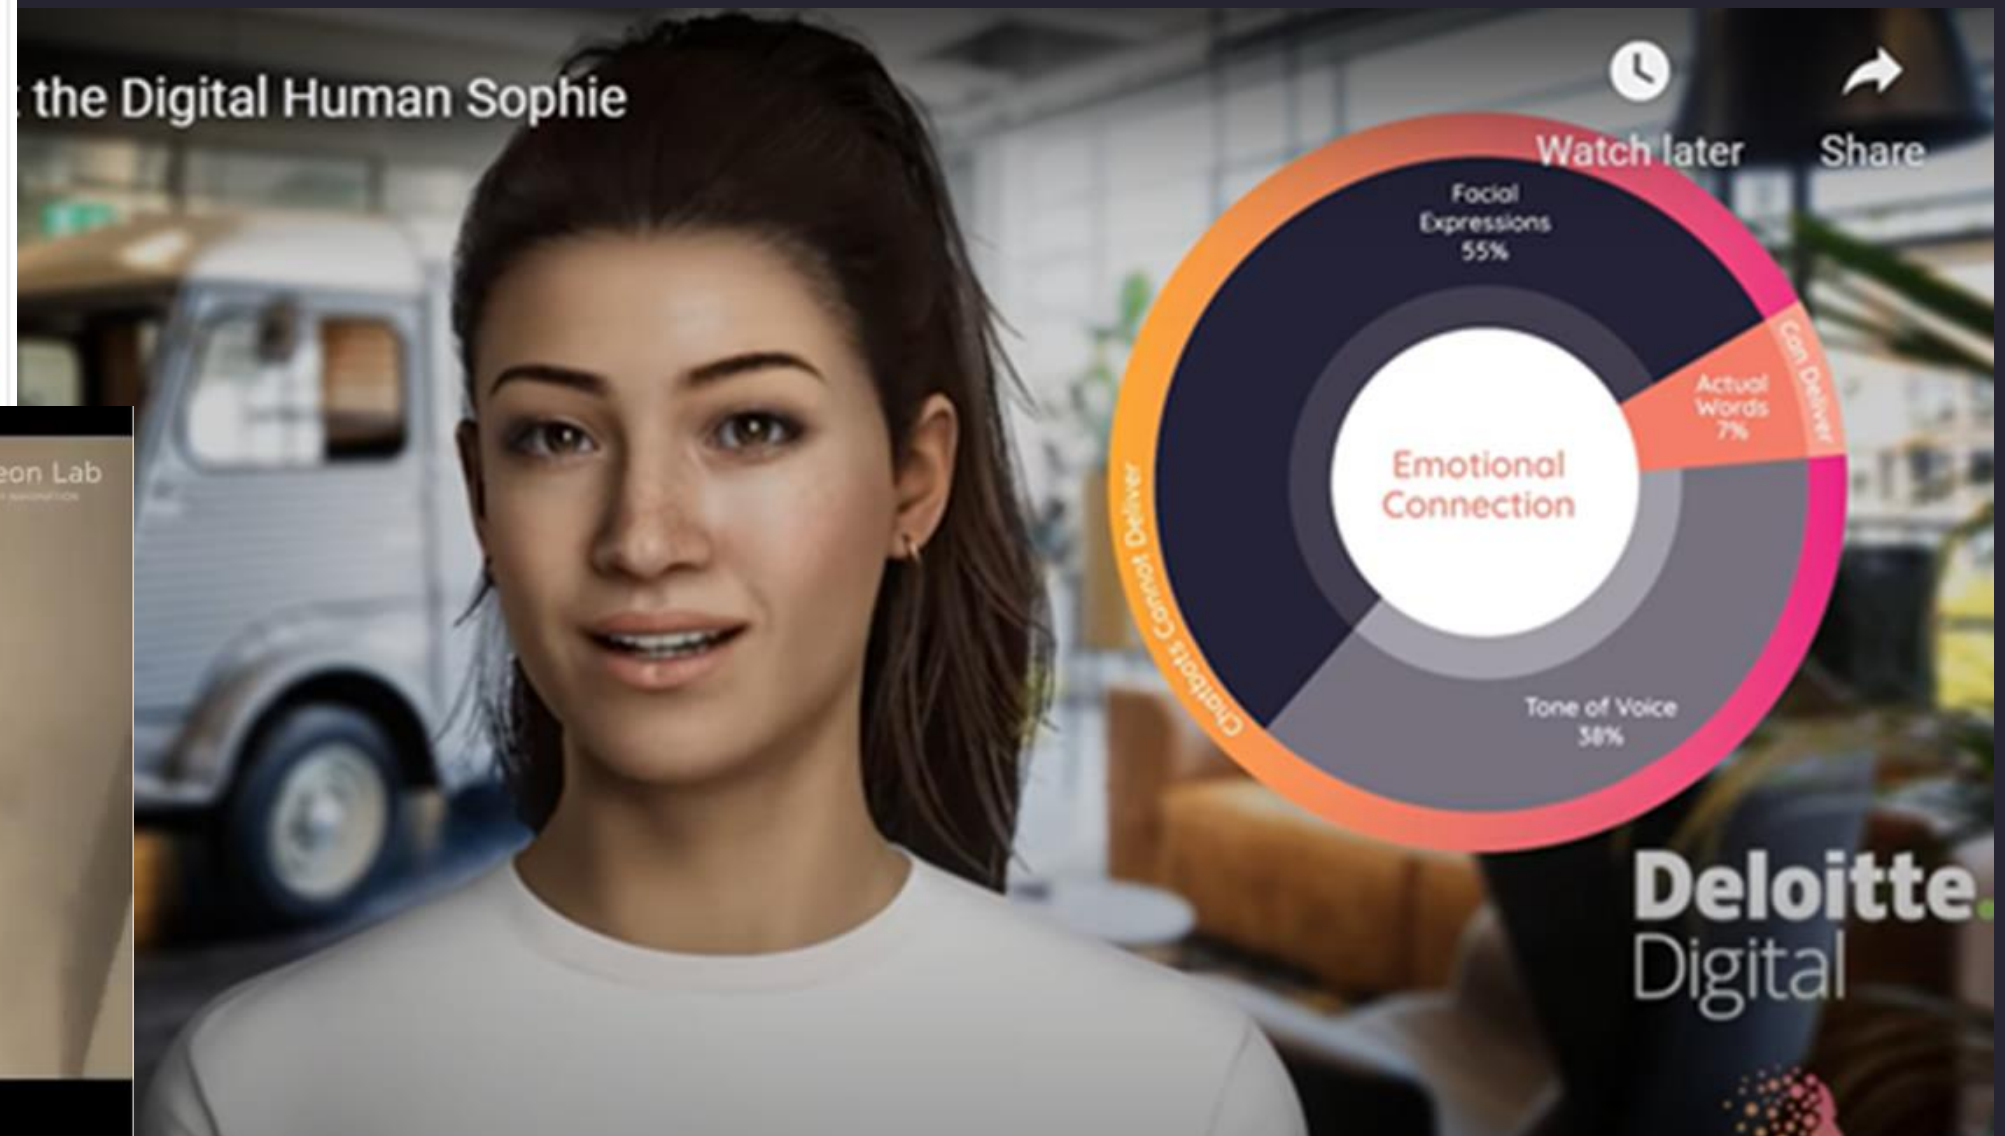 the Digital Human Sophie
Watch later
Share
Facial
Expressions
55%
Can Deliver
Actual
Words
7%
Emotional
Connection
Chatbots Cannot Deliver
Tone of Voice
38%
eon Lab
Deloitte.
Digital